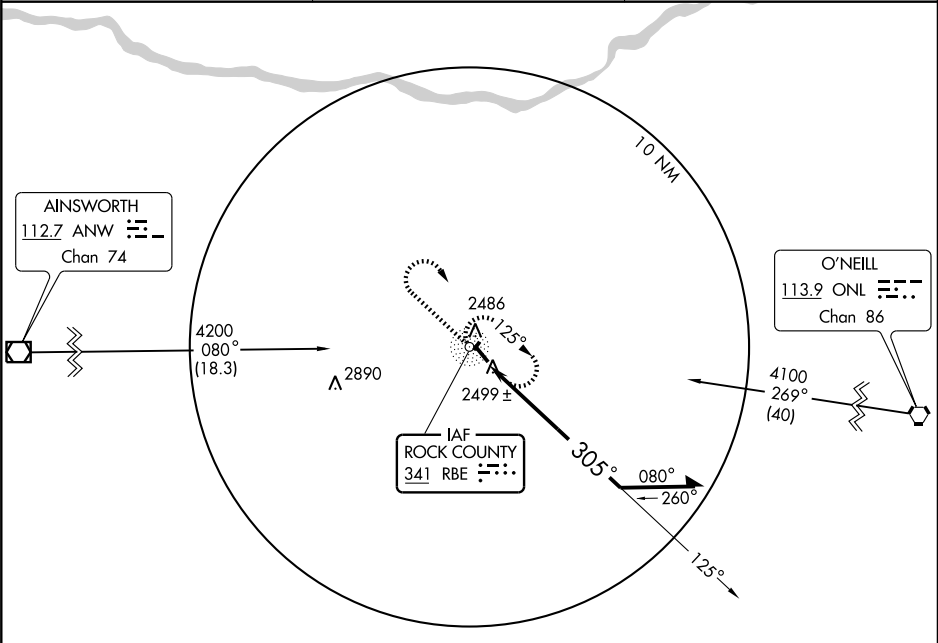 10 NM
AINSWORTH
112.7 ANW
Chan 74
O'NEILL
113.9 ONL
Chan 86
2486
125°
4200
080°
(18.3)
2890
2499 ±
4100
269°
(40)
IAF
ROCK COUNTY
341 RBE
305°
080°
260°
125°